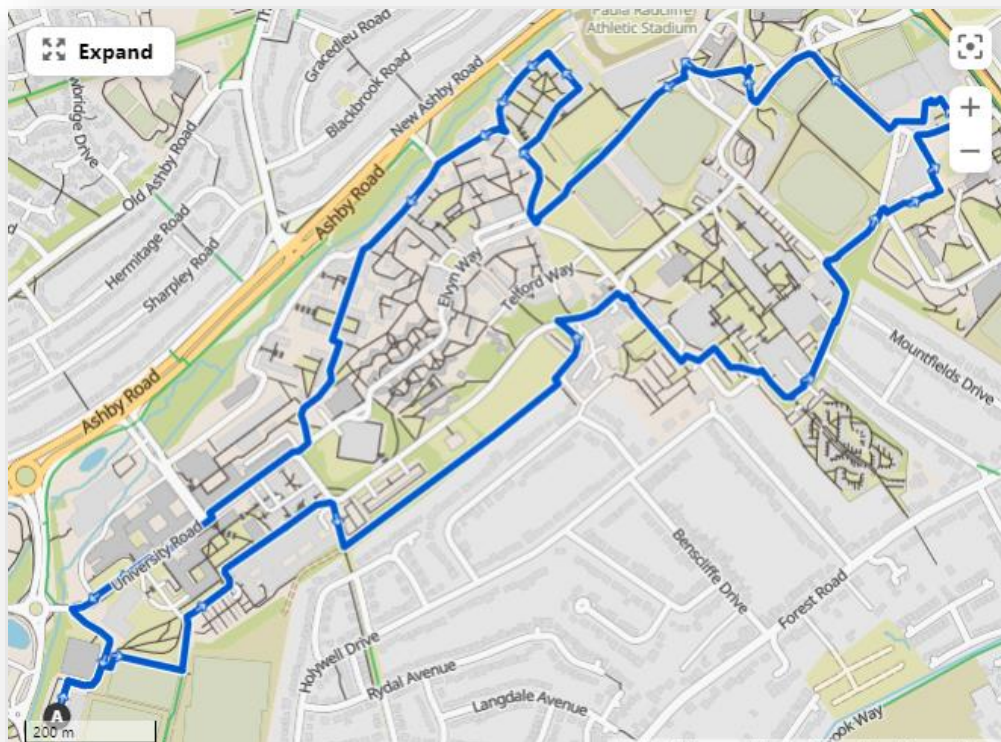 Expand
Paula Radcliffe
Athletic Stadium
Gracedieu Road
Blackbrook Road
New Ashby Road
Old Ashby Road
Ashby Road
Hermitage Road
Sharpley Road
Elvyn Way
Telford Way
Mountfields Drive
Ashby Road
University Road
Benscliffe Drive
Forest Road
Holywell Drive
Rydal Avenue
Langdale Avenue
A
200 m
+
−